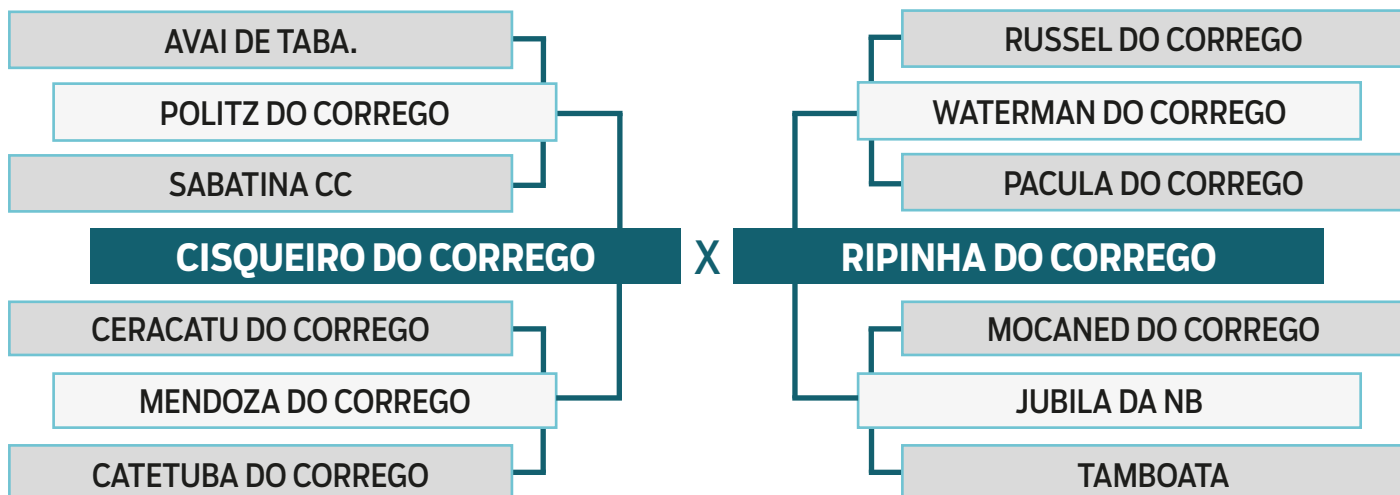 AVAI DE TABA.
POLITZ DO CORREGO
SABATINA CC
CISQUEIRO DO CORREGO
CERACATU DO CORREGO
MENDOZA DO CORREGO
CATETUBA DO CORREGO
X
RUSSEL DO CORREGO
WATERMAN DO CORREGO
PACULA DO CORREGO
RIPINHA DO CORREGO
MOCANED DO CORREGO
JUBILA DA NB
TAMBOATA